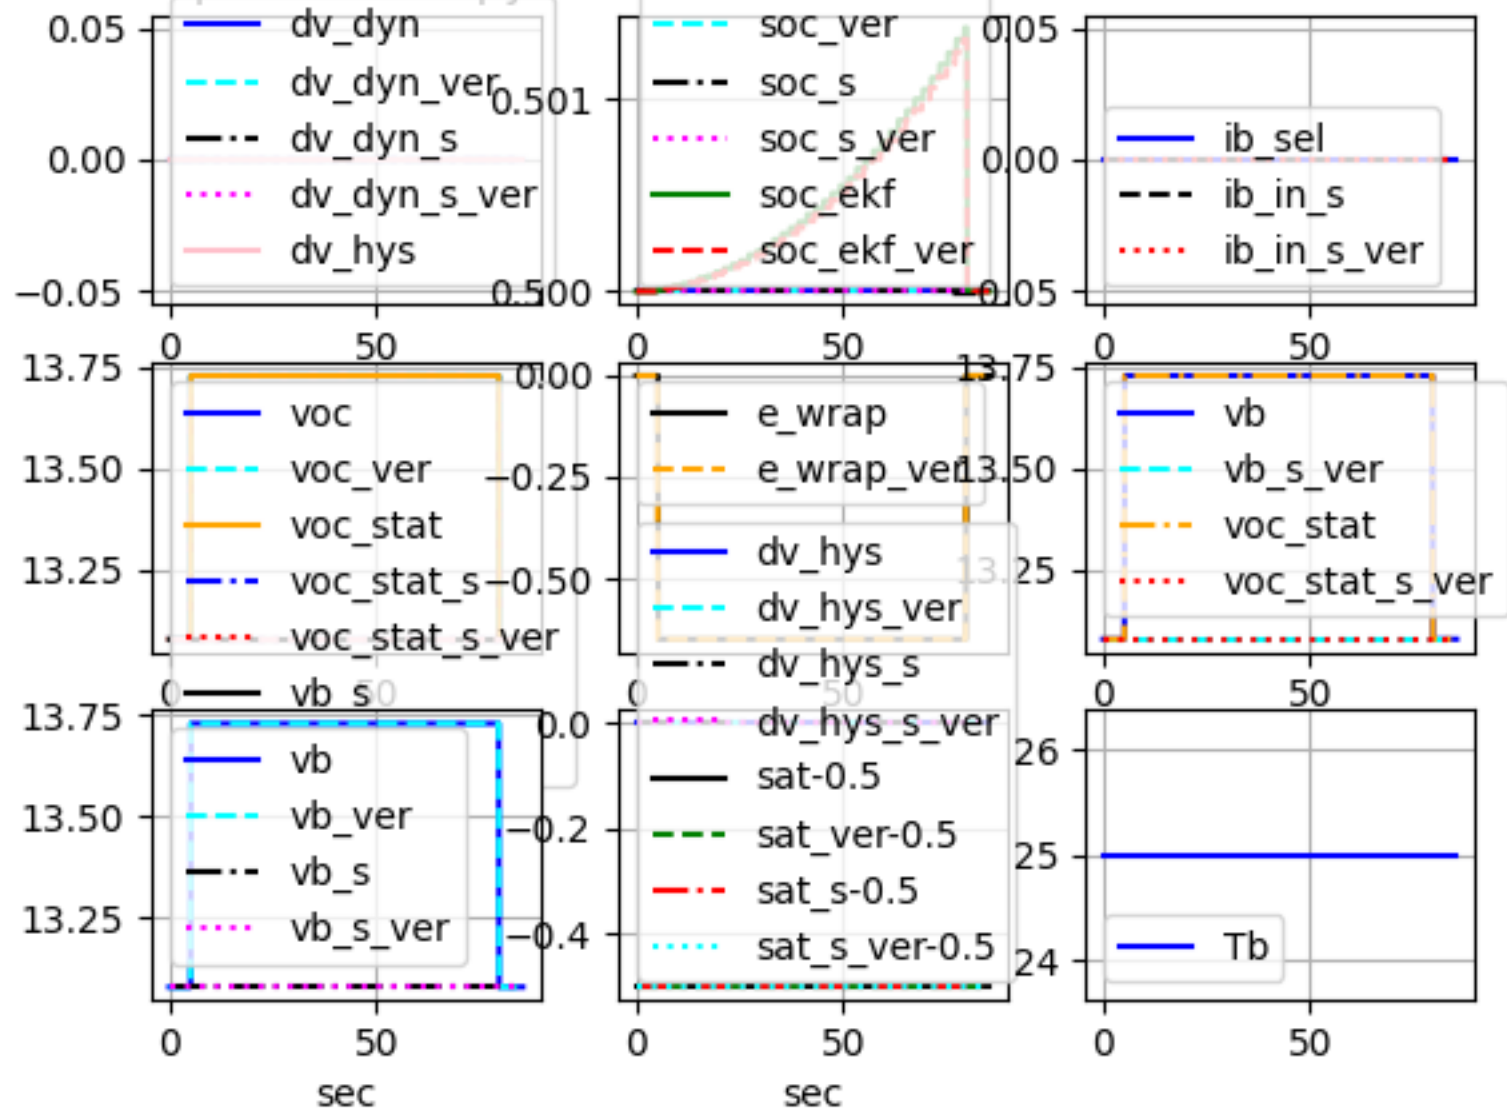 0.05
0.00
−0.05
dv_dyn
dv_dyn_ver
dv_dyn_s
dv_dyn_s_ver
dv_hys
0 50
0.501
0.500
soc_ver
soc_s
soc_s_ver
soc_ekf
soc_ekf_ver
0 50
0.05
0.00
0.05
ib_sel
ib_in_s
ib_in_s_ver
0 50
13.75
13.50
13.25
voc
voc_ver
voc_stat
voc_stat_s
voc_stat_s_ver
vb_s
0 50
0.00
−0.25
−0.50
e_wrap
e_wrap_ver
dv_hys
dv_hys_ver
dv_hys_s
dv_hys_s_ver
0 50
13.75
13.50
13.25
vb
vb_s_ver
voc_stat
voc_stat_s_ver
0 50
13.75
13.50
13.25
vb
vb_ver
vb_s
vb_s_ver
0 50
sec
0.0
−0.2
−0.4
sat-0.5
sat_ver-0.5
sat_s-0.5
sat_s_ver-0.5
0 50
sec
26
25
24
Tb
0 50